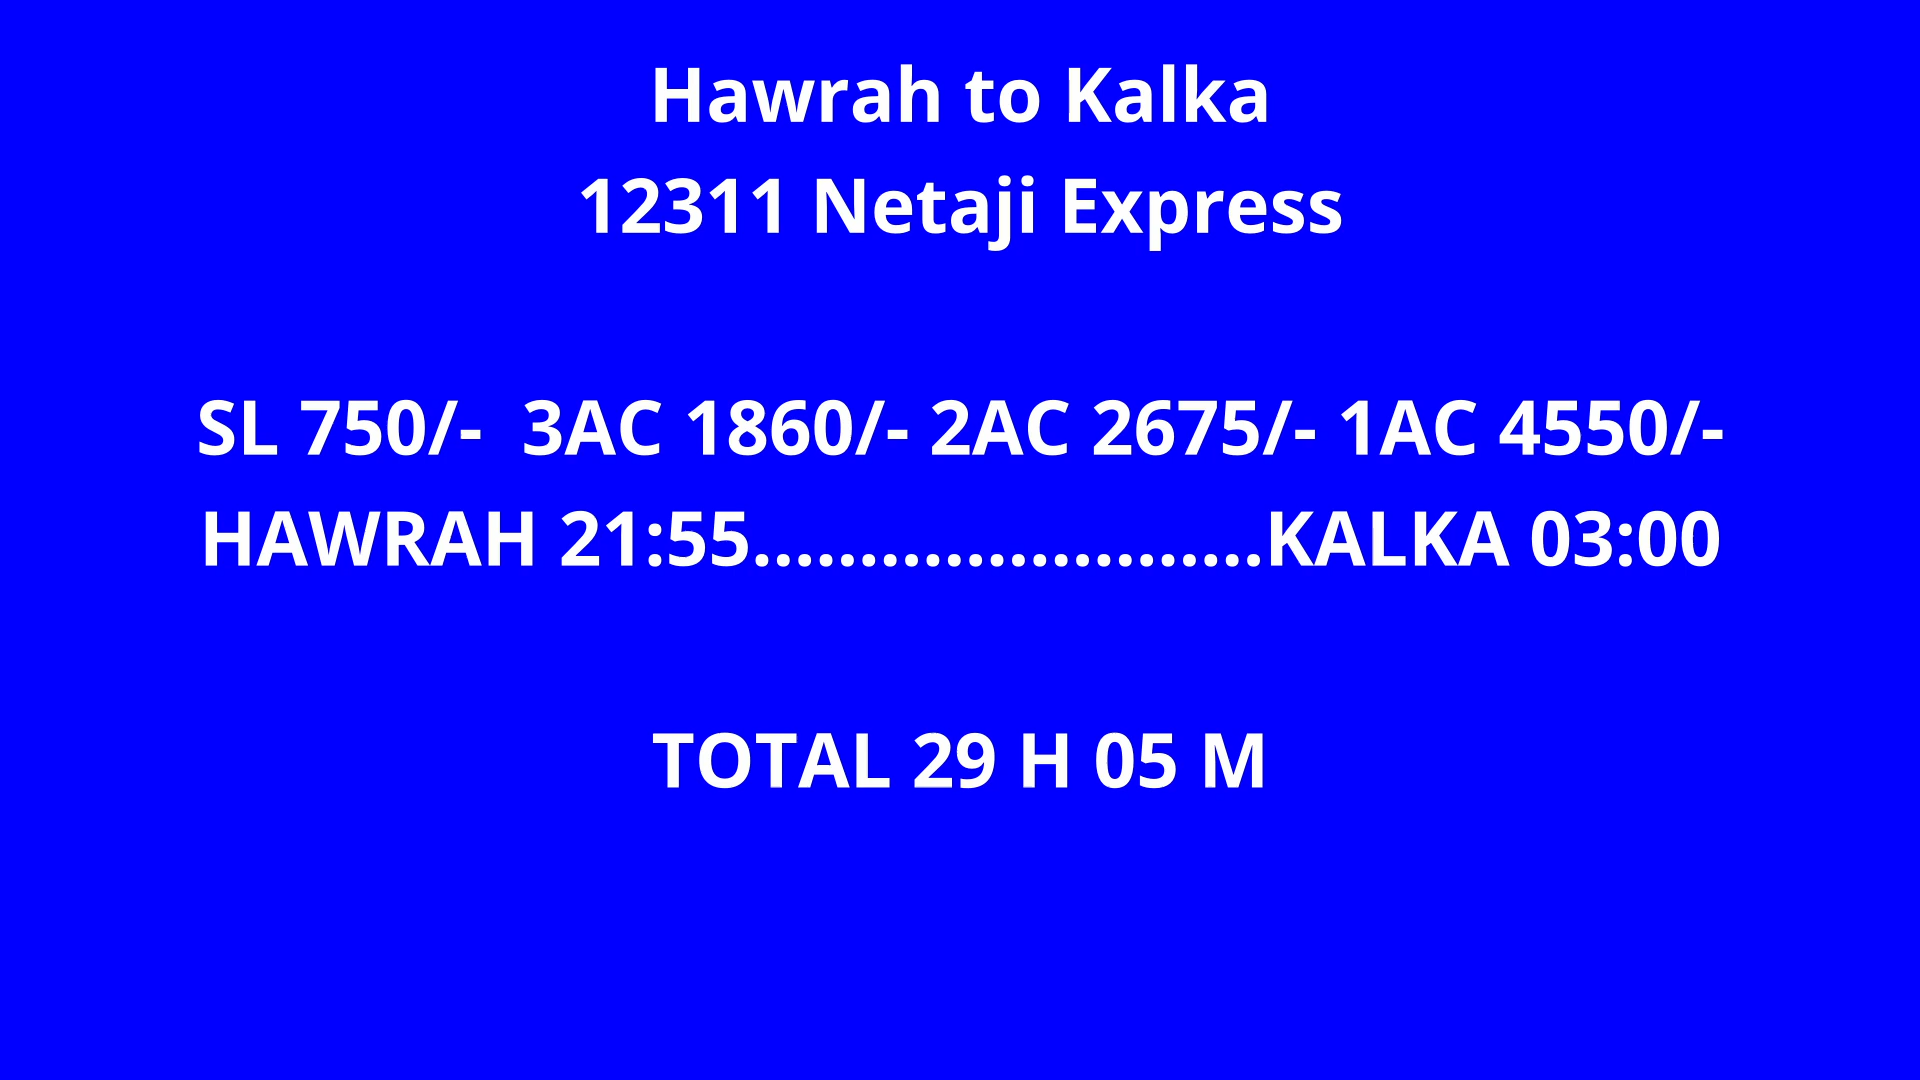 Hawrah to Kalka
12311 Netaji Express
SL 750/-  3AC 1860/- 2AC 2675/- 1AC 4550/-
HAWRAH 21:55........................KALKA 03:00
TOTAL 29 H 05 M